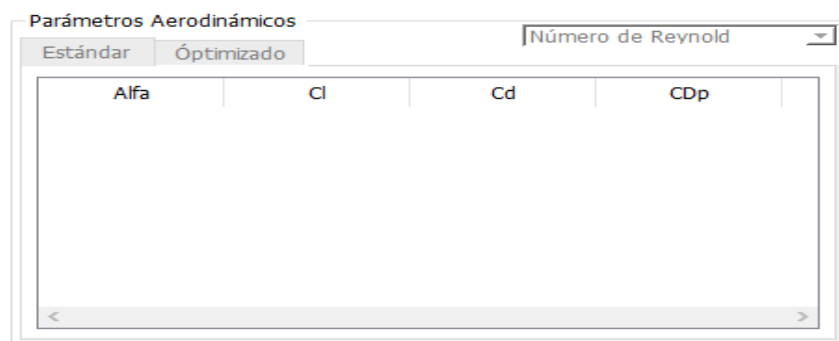 Parámetros Aerodinámicos
Número de Reynold
Estándar Óptimizado
Alfa Cl Cd CDp